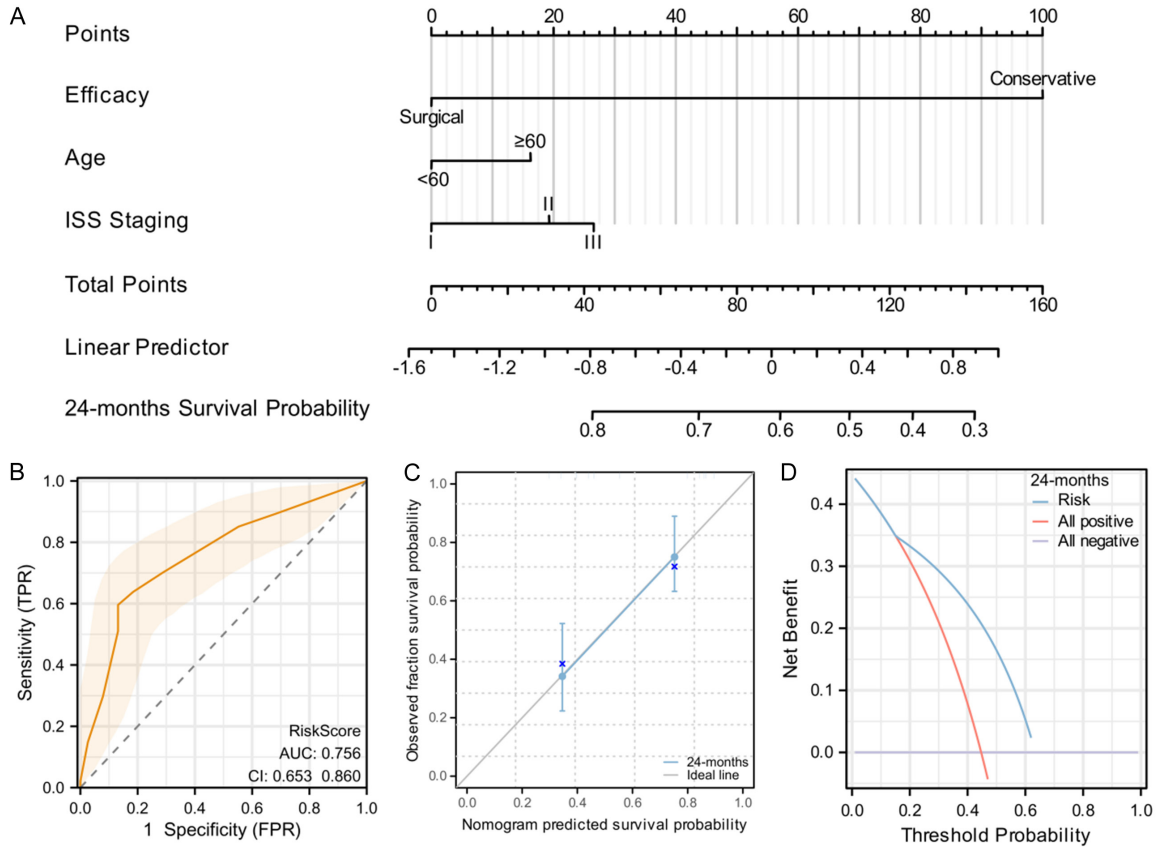 A
0 20 40 60 80 100
Points
Conservative
Efficacy
Surgical
≥60
Age
<60
II
ISS Staging
I III
Total Points
0 40 80 120 160
Linear Predictor
-1.6 -1.2 -0.8 -0.4 0 0.4 0.8
24-months Survival Probability
0.8 0.7 0.6 0.5 0.4 0.3
B
1.0
0.8
0.6
0.4
0.2
0.0
Sensitivity (TPR)
RiskScore
AUC: 0.756
CI: 0.653 0.860
0.0 0.2 0.4 0.6 0.8 1.0
1 Specificity (FPR)
C
1.0
0.8
0.6
0.4
0.2
0.0
Observed fraction survival probability
24-months
Ideal line
0.0 0.2 0.4 0.6 0.8 1.0
Nomogram predicted survival probability
D
24-months
Risk
All positive
All negative
0.4
0.3
0.2
0.1
0.0
Net Benefit
0.0 0.2 0.4 0.6 0.8 1.0
Threshold Probability